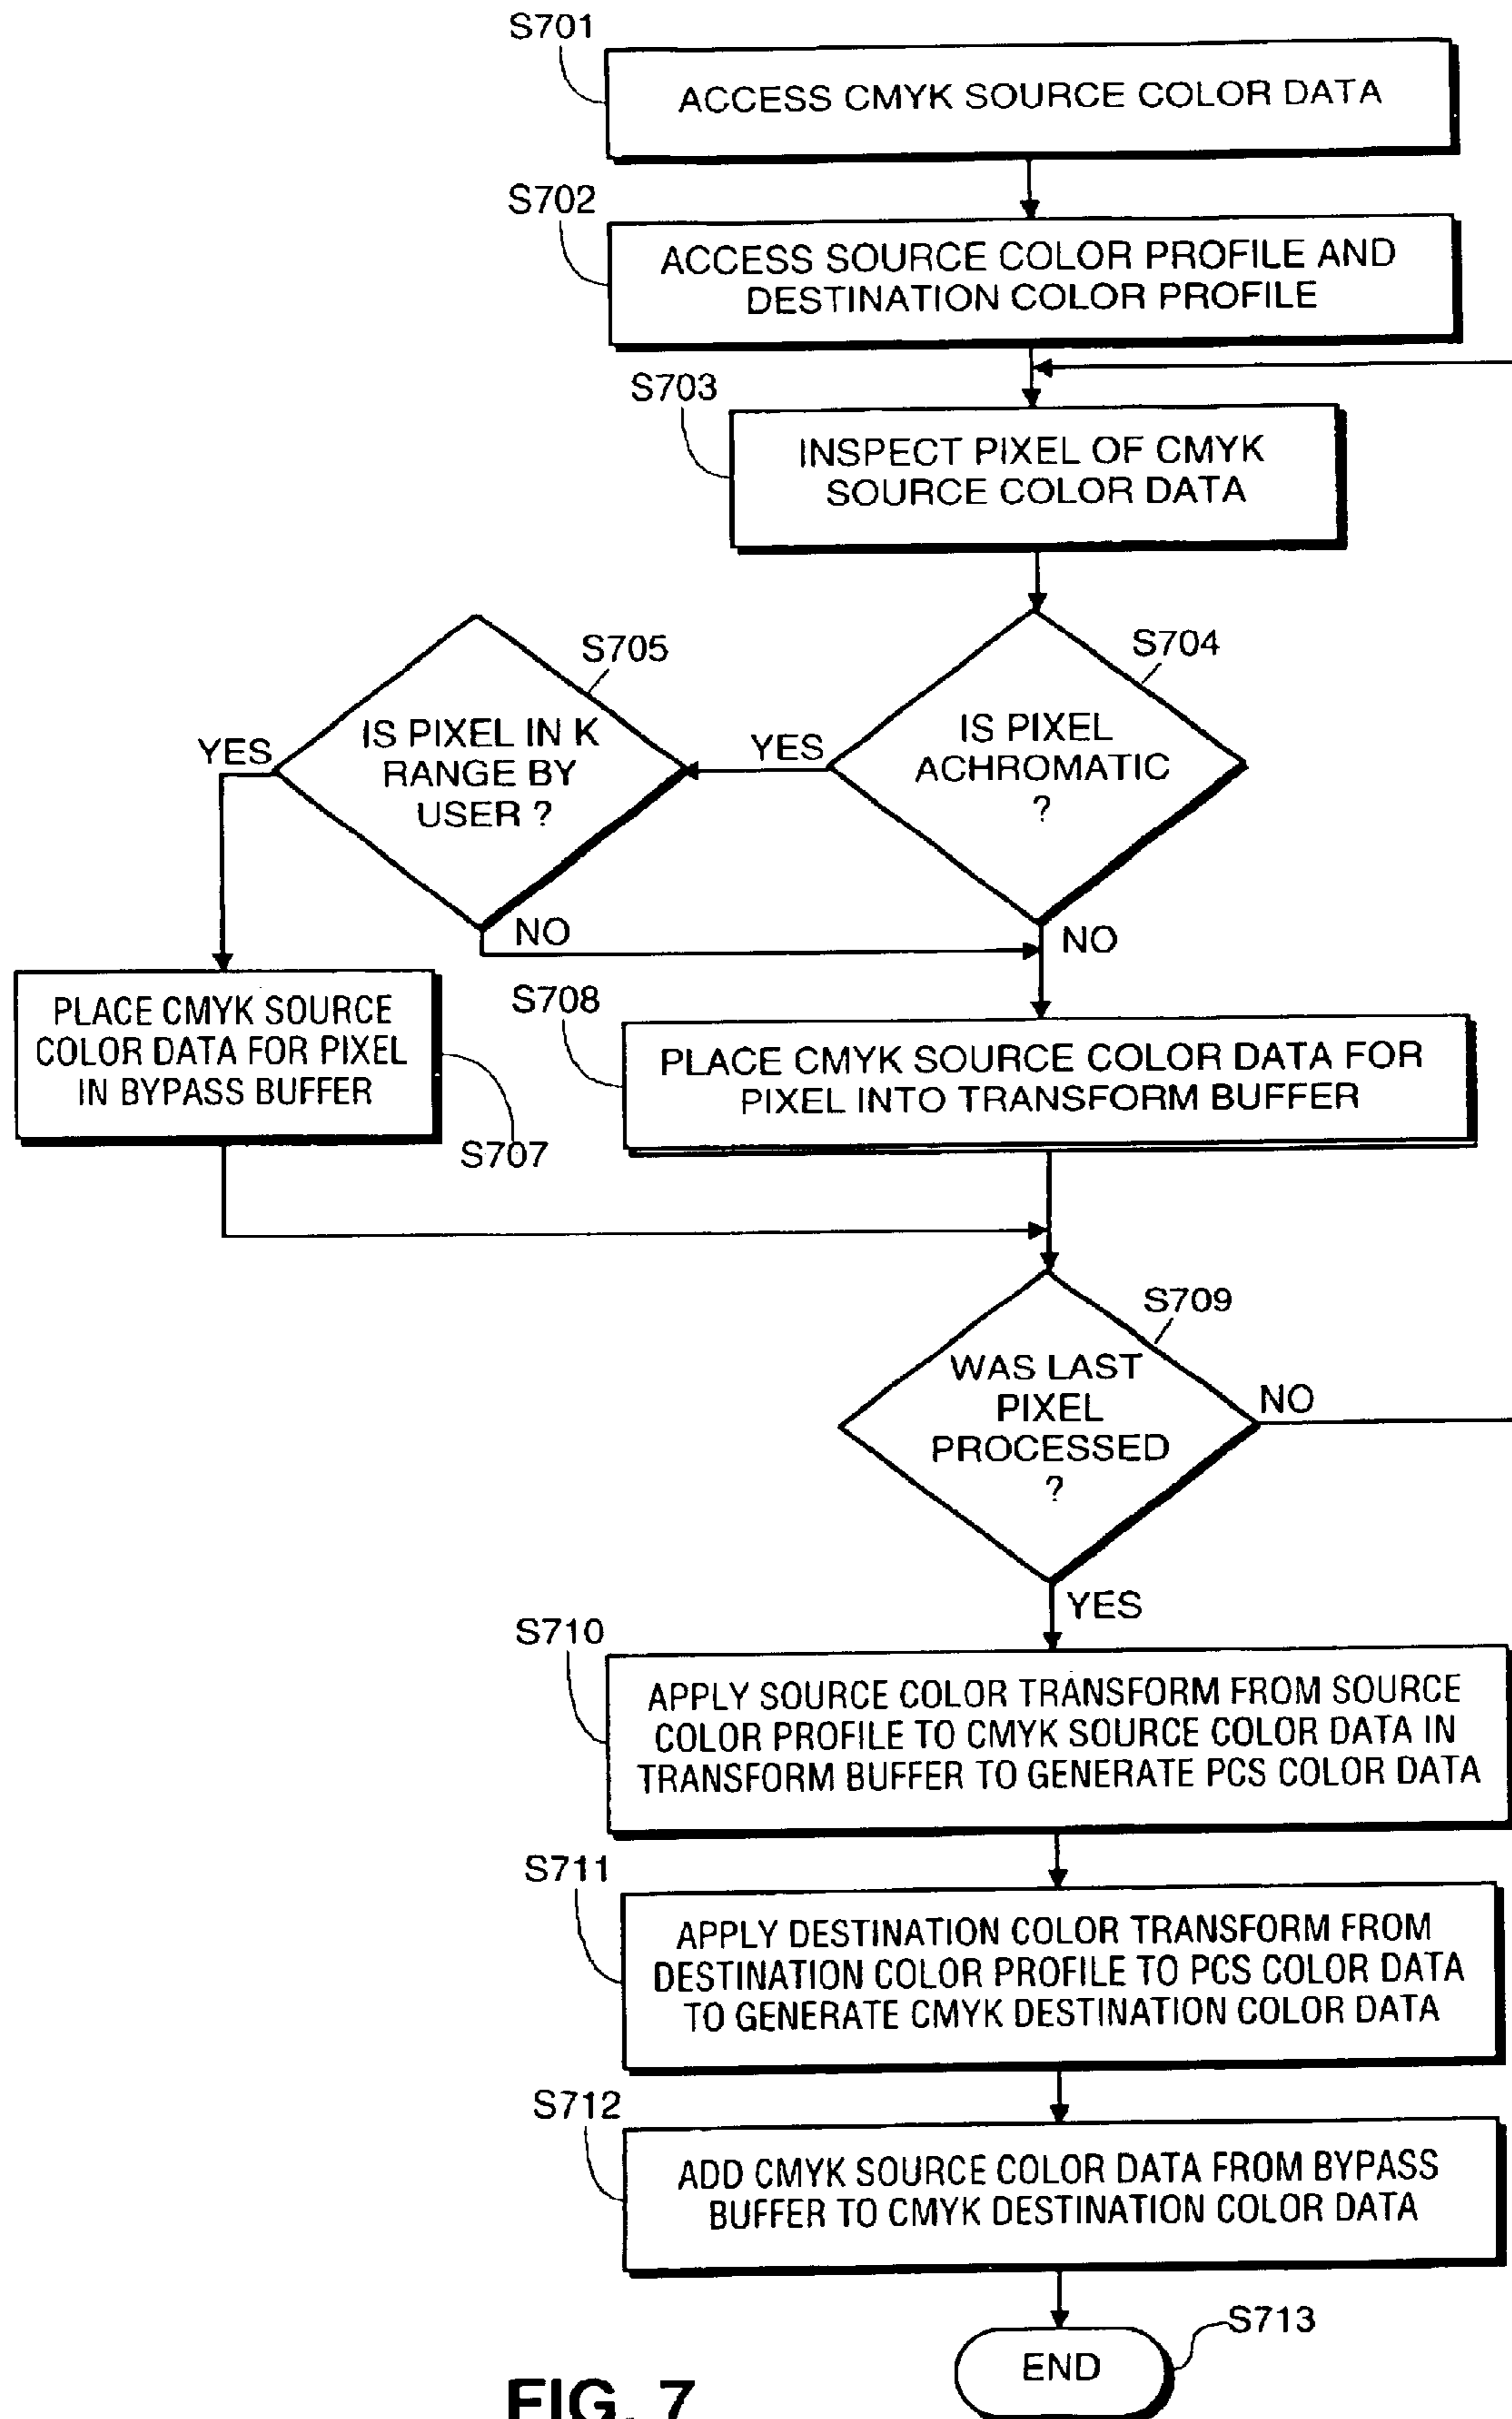 S701
ACCESS CMYK SOURCE COLOR DATA
S702
ACCESS SOURCE COLOR PROFILE AND
DESTINATION COLOR PROFILE
S703
INSPECT PIXEL OF CMYK
SOURCE COLOR DATA
S704
IS PIXEL
ACHROMATIC
?
YES
NO
S705
IS PIXEL IN K
RANGE BY
USER ?
YES
NO
PLACE CMYK SOURCE
COLOR DATA FOR PIXEL
IN BYPASS BUFFER
S707
S708
PLACE CMYK SOURCE COLOR DATA FOR
PIXEL INTO TRANSFORM BUFFER
S709
WAS LAST
PIXEL
PROCESSED
?
NO
YES
S710
APPLY SOURCE COLOR TRANSFORM FROM SOURCE
COLOR PROFILE TO CMYK SOURCE COLOR DATA IN
TRANSFORM BUFFER TO GENERATE PCS COLOR DATA
S711
APPLY DESTINATION COLOR TRANSFORM FROM
DESTINATION COLOR PROFILE TO PCS COLOR DATA
TO GENERATE CMYK DESTINATION COLOR DATA
S712
ADD CMYK SOURCE COLOR DATA FROM BYPASS
BUFFER TO CMYK DESTINATION COLOR DATA
S713
END
FIG. 7